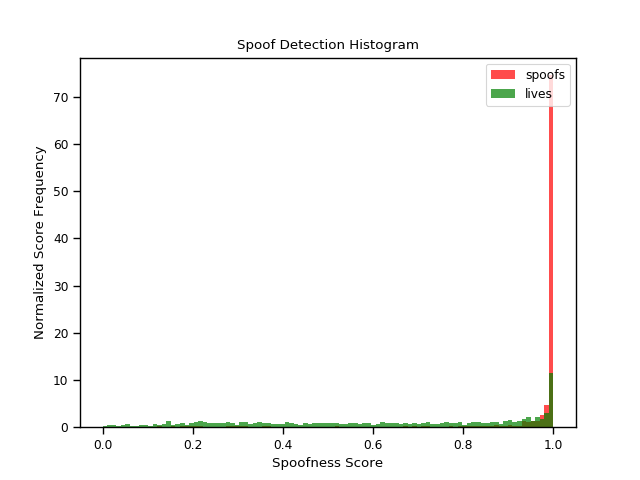 Spoof Detection Histogram
spoofs
lives
Normalized Score Frequency
70
60
50
40
30
20
10
0
0.0 0.2 0.4 0.6 0.8 1.0
Spoofness Score